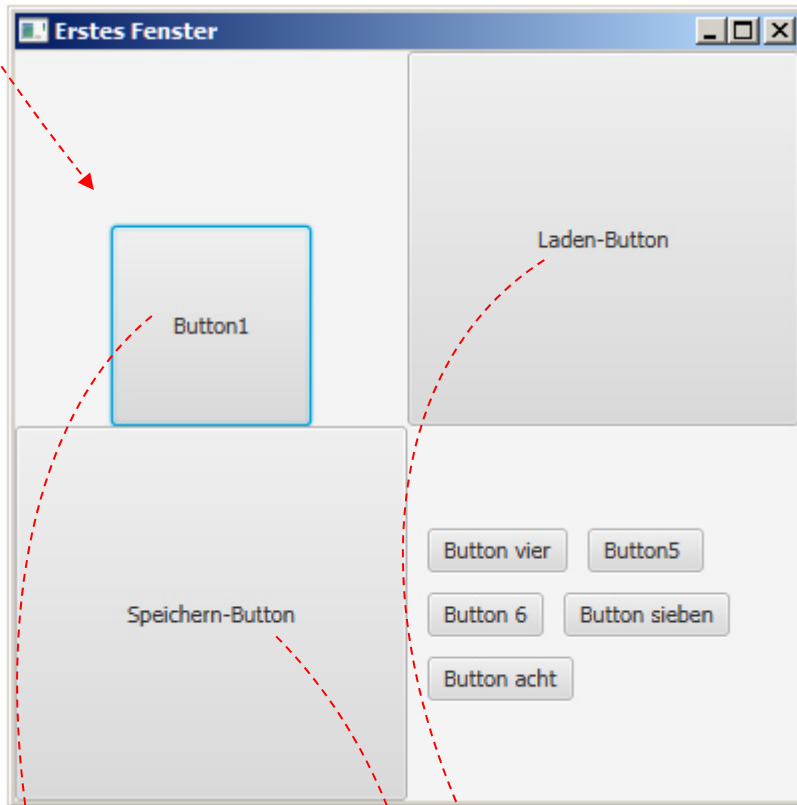 Erstes Fenster
Laden-Button
Button1
Button vier Button5
Speichern-Button
Button 6 Button sieben
Button acht